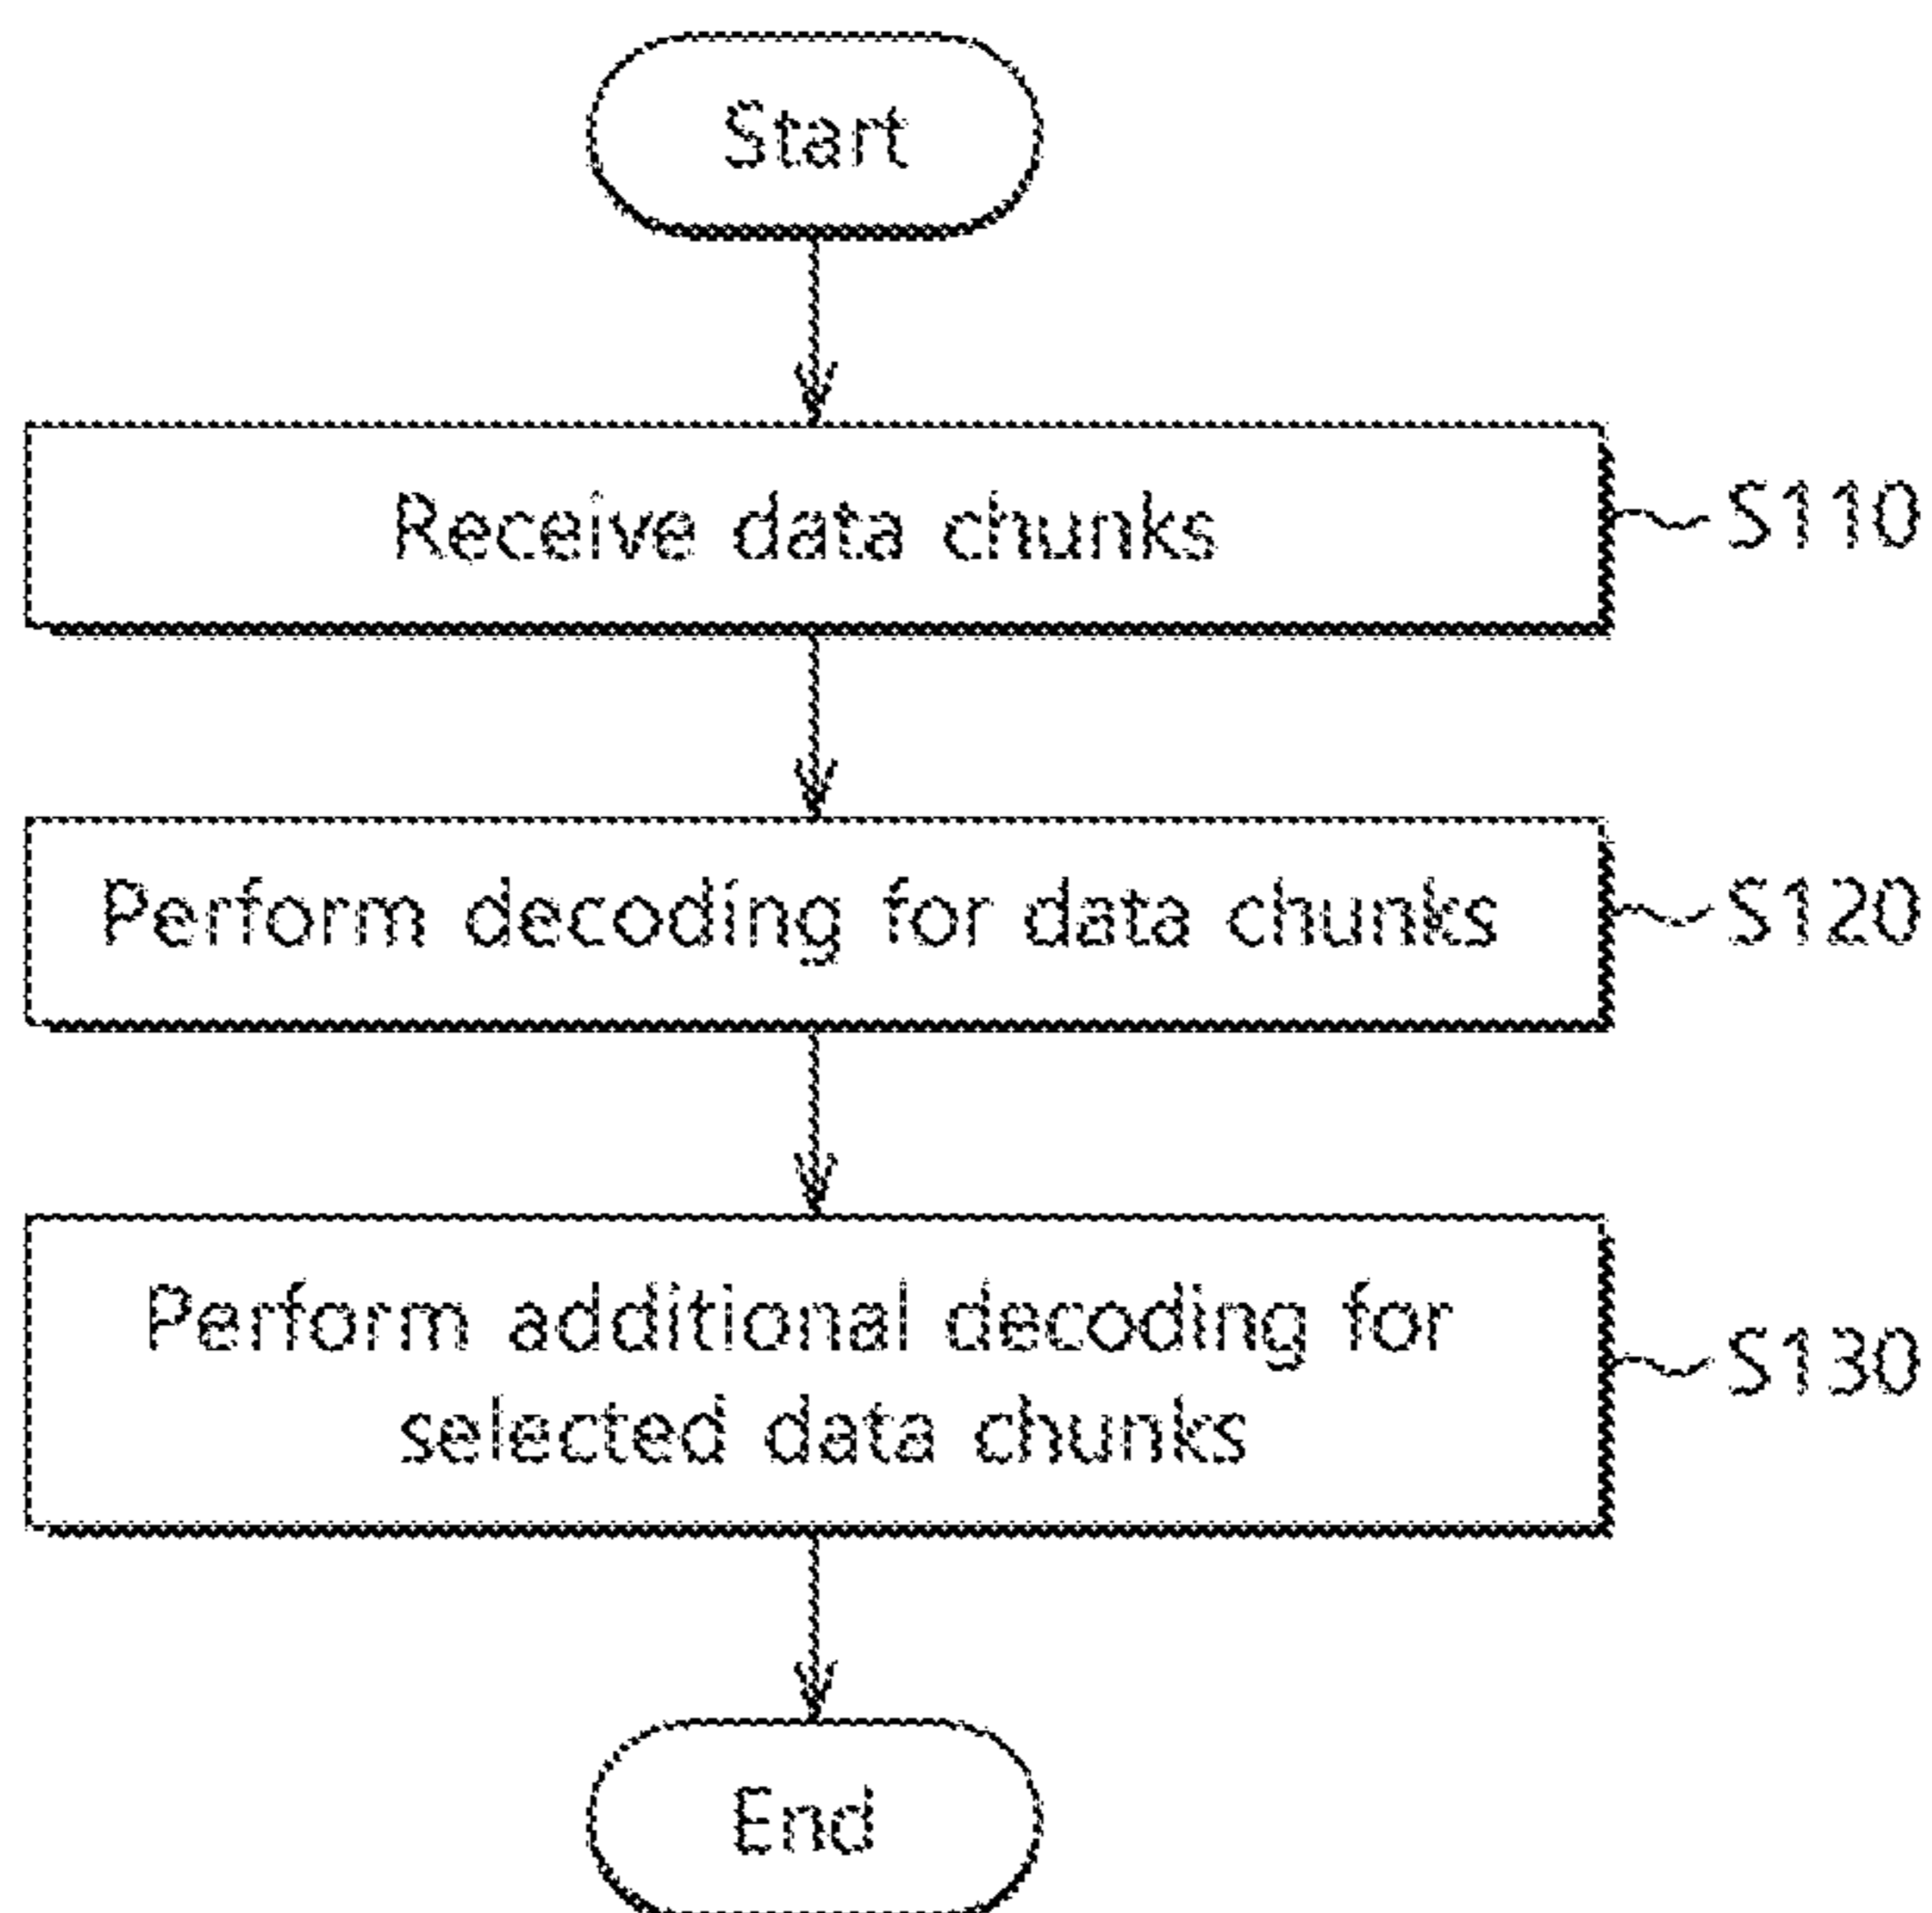 Start
Receive data chunks
S110
Perform decoding for data chunks
S120
Perform additional decoding for
selected data chunks
S130
End